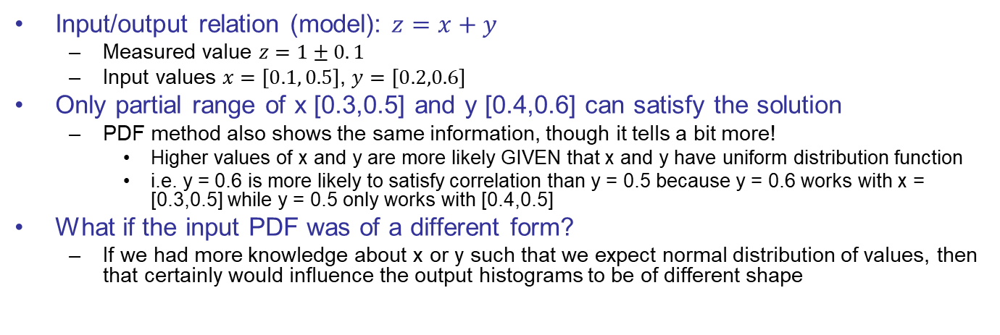 • Input/output relation (model): 𝑧 = 𝑥 + 𝑦
– Measured value 𝑧 = 1 ± 0.1
– Input values 𝑥 = [0.1, 0.5], 𝑦 = [0.2,0.6]
• Only partial range of x [0.3,0.5] and y [0.4,0.6] can satisfy the solution
– PDF method also shows the same information, though it tells a bit more!
• Higher values of x and y are more likely GIVEN that x and y have uniform distribution function
• i.e. y = 0.6 is more likely to satisfy correlation than y = 0.5 because y = 0.6 works with x =
[0.3,0.5] while y = 0.5 only works with [0.4,0.5]
• What if the input PDF was of a different form?
– If we had more knowledge about x or y such that we expect normal distribution of values, then
that certainly would influence the output histograms to be of different shape